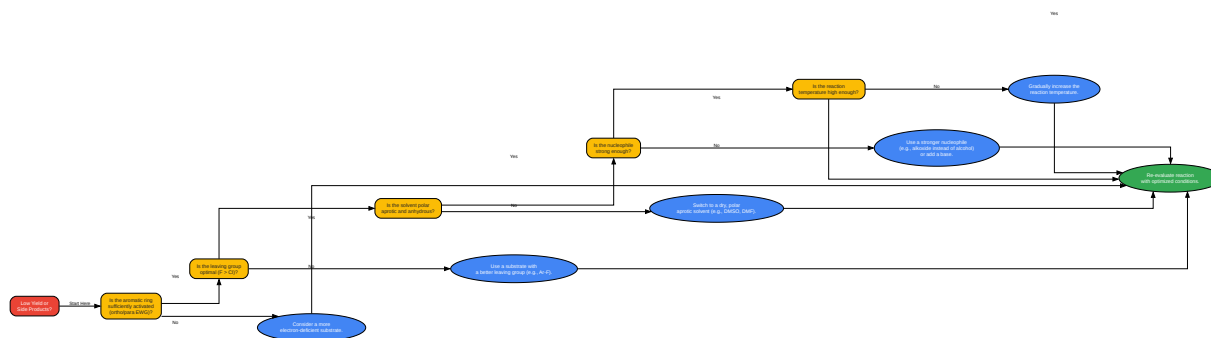 Low Yield or
Side Products?
Start Here
Is the aromatic ring
sufficiently activated
(ortho/para EWG)?
Yes
No
Consider a more
electron-deficient substrate.
Is the leaving group
optimal (F > Cl)?
Yes
No
Use a substrate with
a better leaving group (e.g., Ar-F).
Is the solvent polar
aprotic and anhydrous?
Yes
No
Switch to a dry, polar
aprotic solvent (e.g., DMSO, DMF).
Is the nucleophile
strong enough?
Yes
No
Use a stronger nucleophile
(e.g., alkoxide instead of alcohol)
or add a base.
Is the reaction
temperature high enough?
Yes
No
Gradually increase the
reaction temperature.
Re-evaluate reaction
with optimized conditions.